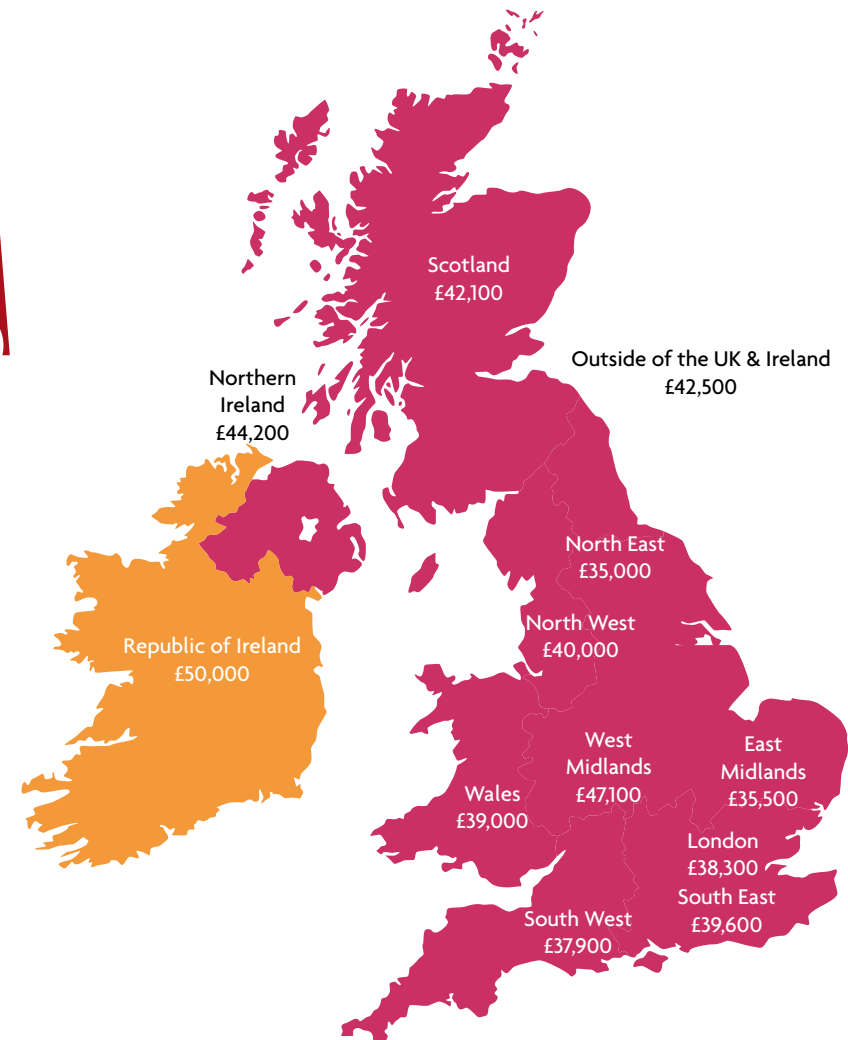 Scotland
£42,100
Outside of the UK & Ireland
£42,500
Northern
Ireland
£44,200
North East
£35,000
North West
£40,000
Republic of Ireland
£50,000
West
Midlands
£47,100
East
Midlands
£35,500
Wales
£39,000
London
£38,300
South East
£39,600
South West
£37,900